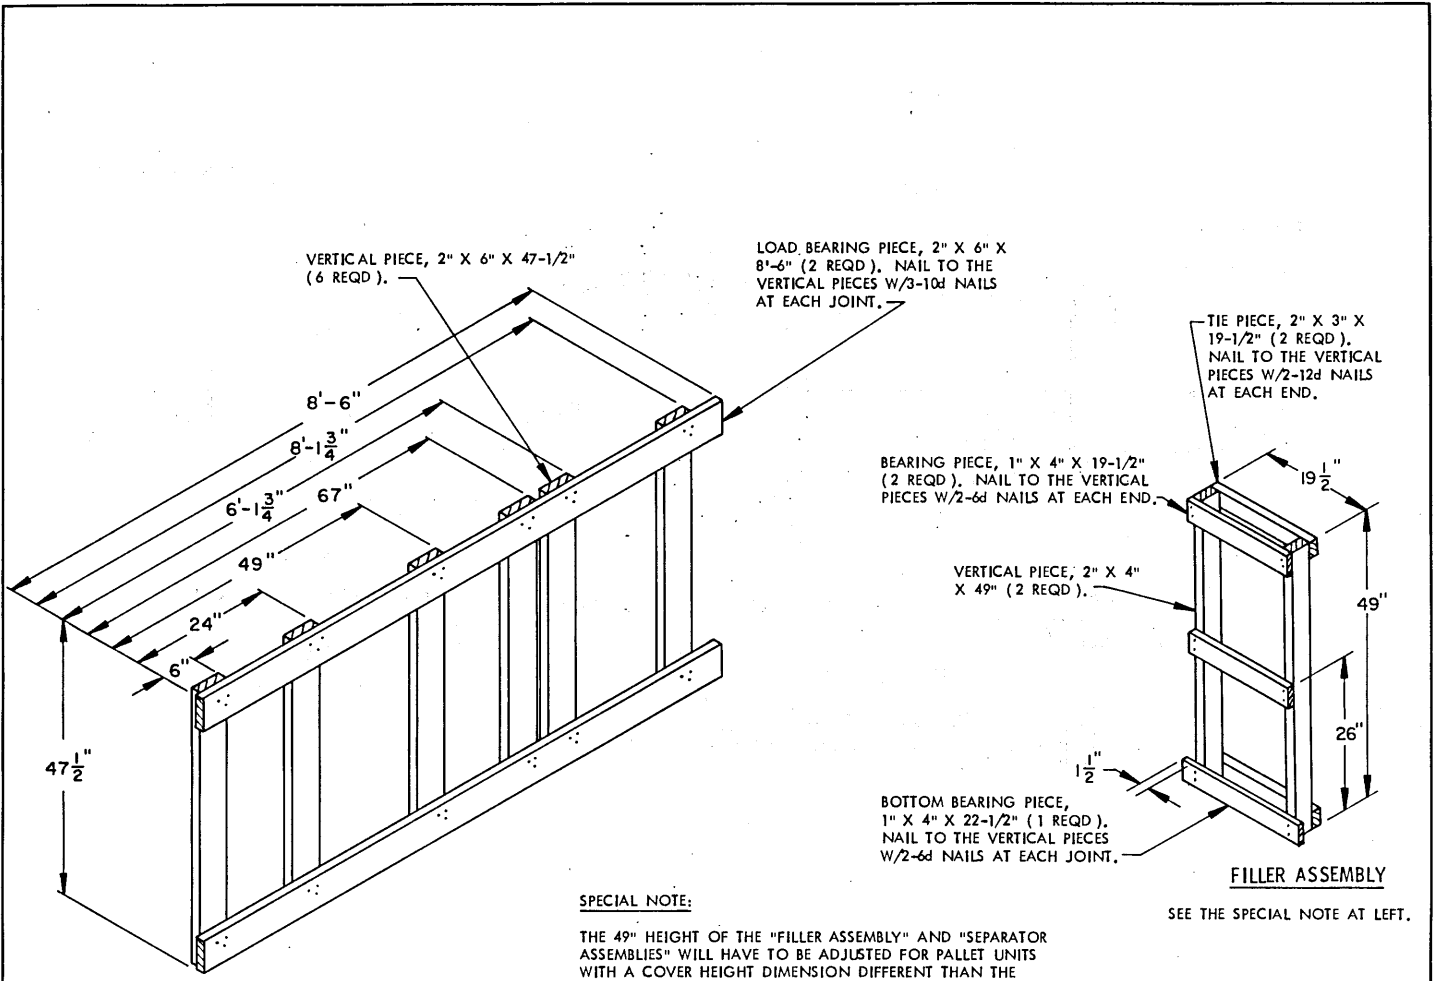 VERTICAL PIECE, 2" X 6" X 47-1/2"
( 6 REQD ).
LOAD BEARING PIECE, 2" X 6" X
8'-6" ( 2 REQD ). NAIL TO THE
VERTICAL PIECES W/3-10d NAILS
AT EACH JOINT.
TIE PIECE, 2" X 3" X
19-1/2" ( 2 REQD ).
NAIL TO THE VERTICAL
PIECES W/2-12d NAILS
AT EACH END.
8'-6"
8'-1 3/4"
6'-1 3/4"
67"
49"
24"
6"
47 1/2"
BEARING PIECE, 1" X 4" X 19-1/2"
( 2 REQD ). NAIL TO THE VERTICAL
PIECES W/2-6d NAILS AT EACH END.
19 1/2"
VERTICAL PIECE, 2" X 4"
X 49" ( 2 REQD ).
49"
26"
1 1/2"
BOTTOM BEARING PIECE,
1" X 4" X 22-1/2" ( 1 REQD ).
NAIL TO THE VERTICAL PIECES
W/2-6d NAILS AT EACH JOINT.
FILLER ASSEMBLY
SEE THE SPECIAL NOTE AT LEFT.
SPECIAL NOTE:
THE 49" HEIGHT OF THE "FILLER ASSEMBLY" AND "SEPARATOR
ASSEMBLIES" WILL HAVE TO BE ADJUSTED FOR PALLET UNITS
WITH A COVER HEIGHT DIMENSION DIFFERENT THAN THE